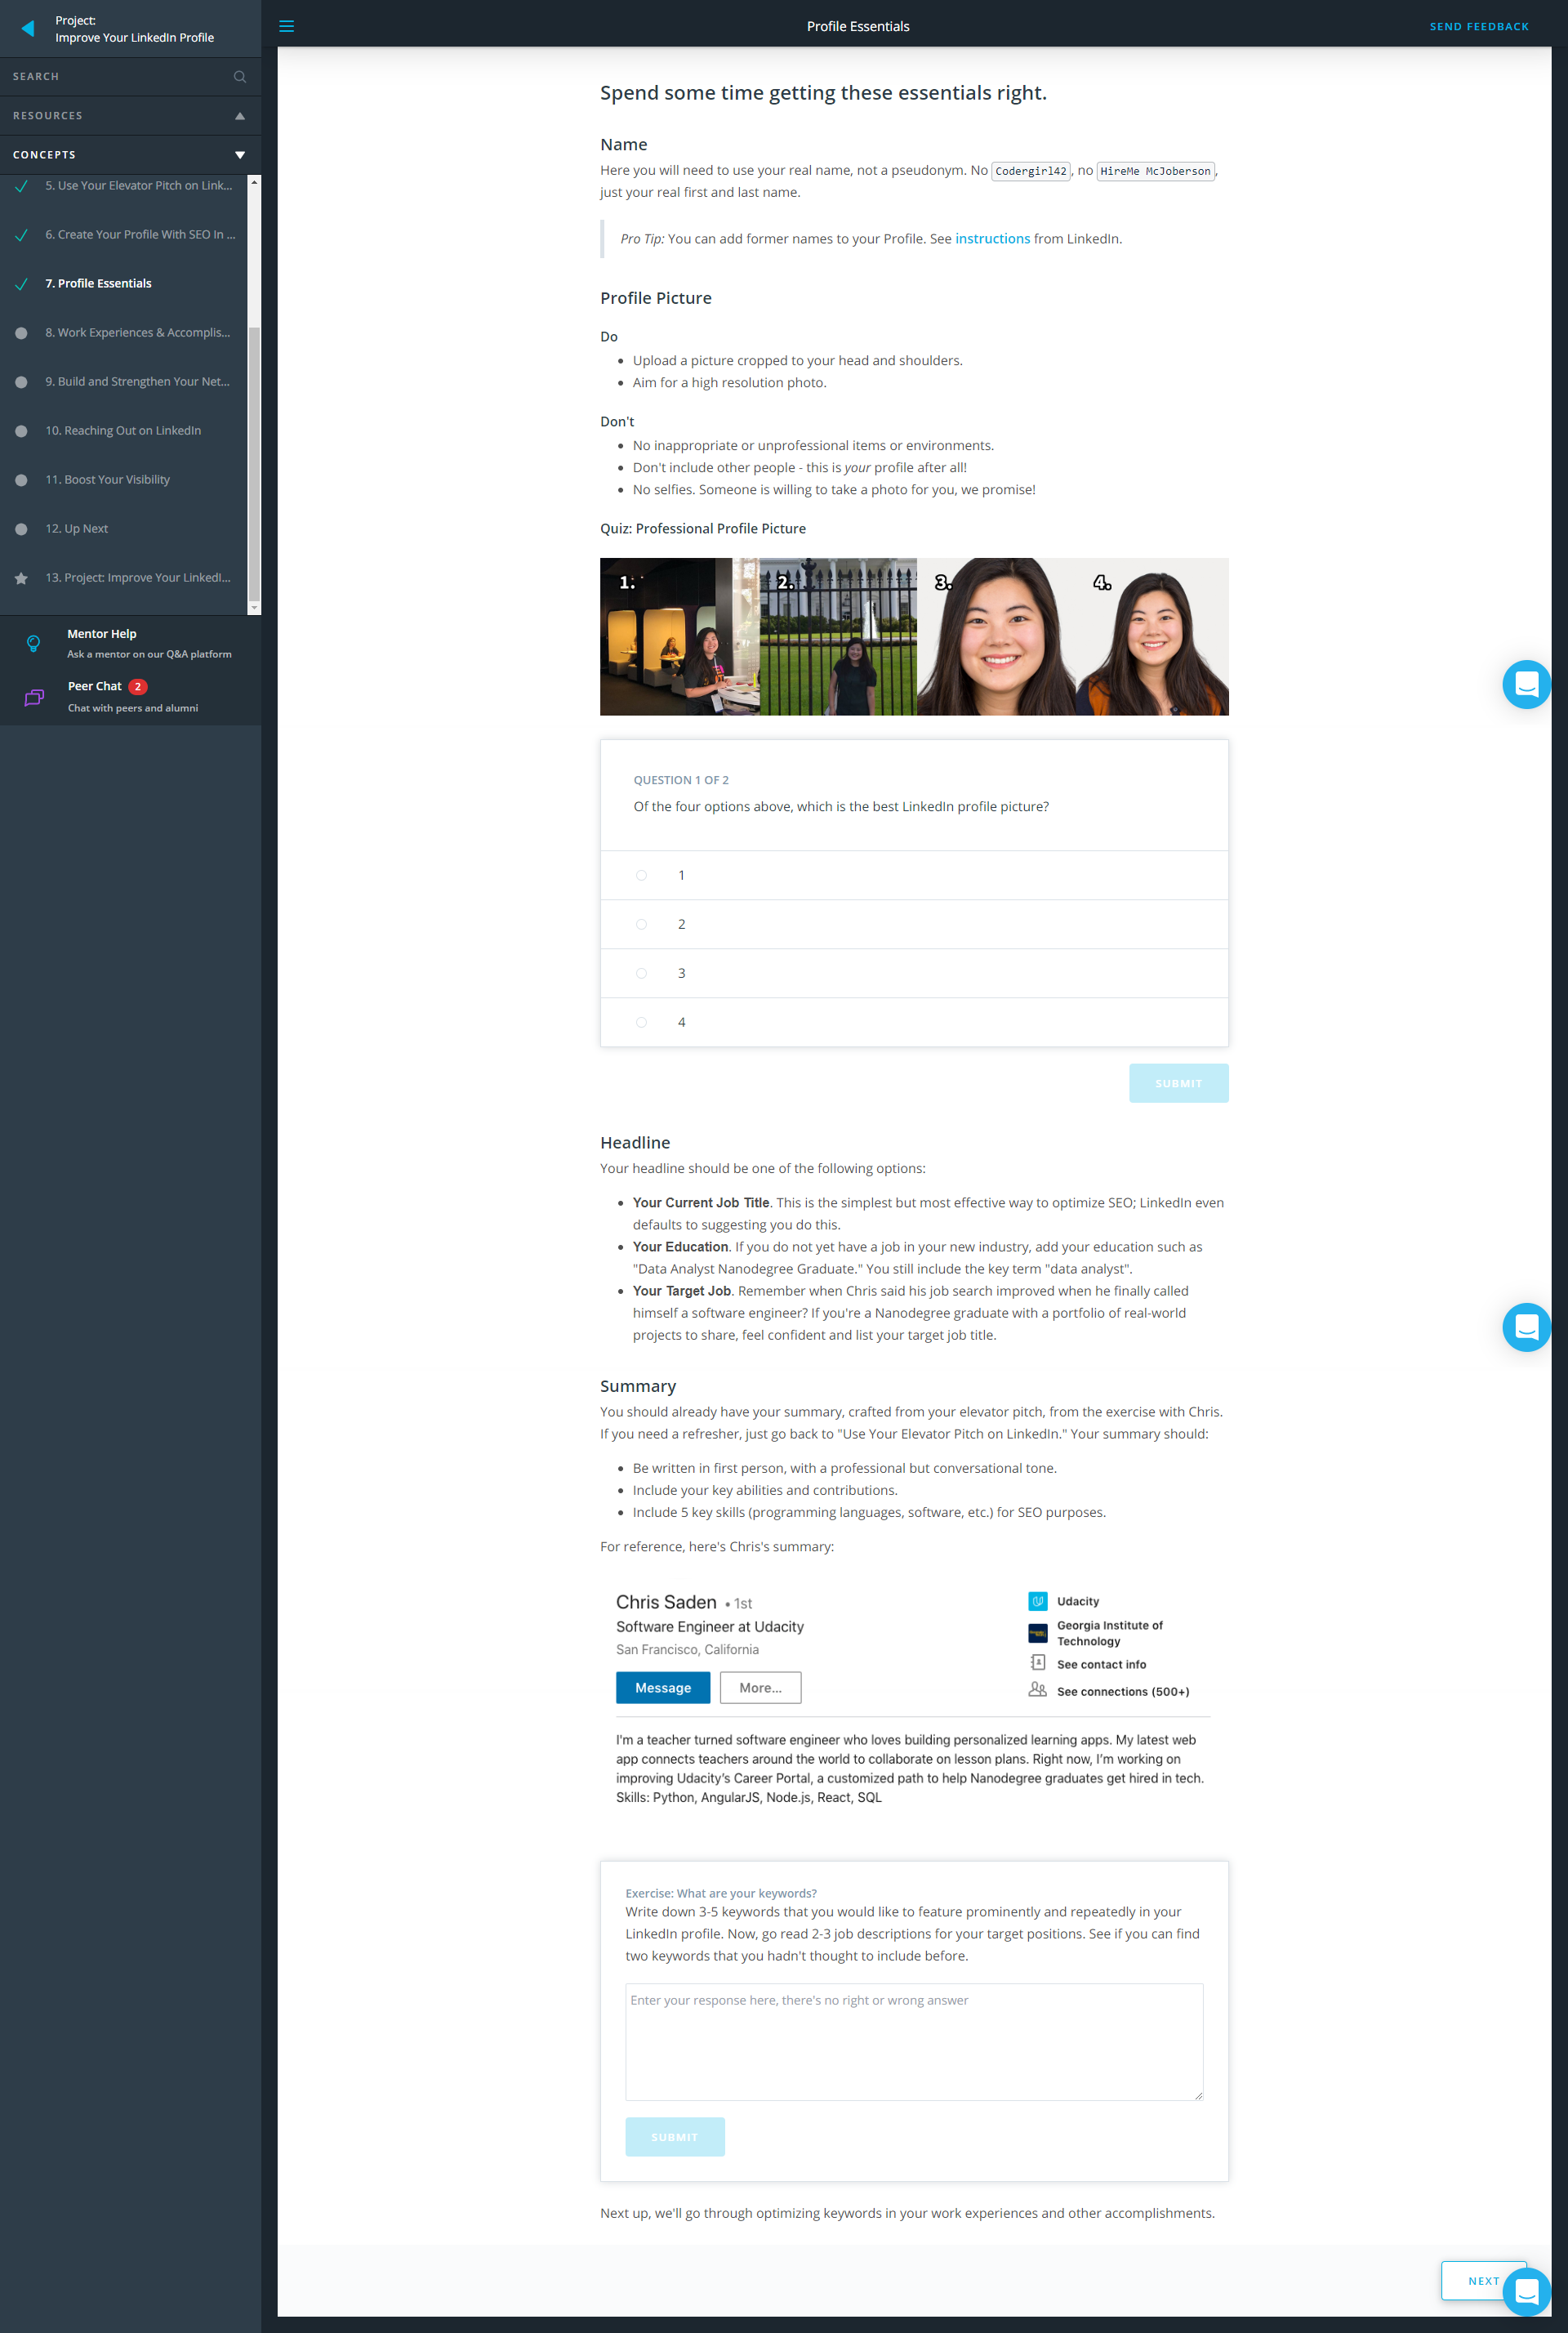 Project:
Improve Your LinkedIn Profile
SEARCH
RESOURCES
CONCEPTS
5. Use Your Elevator Pitch on Link...
6. Create Your Profile With SEO In ...
7. Profile Essentials
8. Work Experiences & Accomplis...
9. Build and Strengthen Your Net...
10. Reaching Out on LinkedIn
11. Boost Your Visibility
12. Up Next
13. Project: Improve Your LinkedI...
Mentor Help
Ask a mentor on our Q&A platform
Peer Chat 2
Chat with peers and alumni
Profile Essentials
SEND FEEDBACK
Spend some time getting these essentials right.
Name
Here you will need to use your real name, not a pseudonym. No Codergirl42, no HireMe McJoberson,
just your real first and last name.
Pro Tip: You can add former names to your Profile. See instructions from LinkedIn.
Profile Picture
Do
• Upload a picture cropped to your head and shoulders.
• Aim for a high resolution photo.
Don't
• No inappropriate or unprofessional items or environments.
• Don't include other people - this is your profile after all!
• No selfies. Someone is willing to take a photo for you, we promise!
Quiz: Professional Profile Picture
1. 2. 3. 4.
QUESTION 1 OF 2
Of the four options above, which is the best LinkedIn profile picture?
1
2
3
4
SUBMIT
Headline
Your headline should be one of the following options:
• Your Current Job Title. This is the simplest but most effective way to optimize SEO; LinkedIn even
defaults to suggesting you do this.
• Your Education. If you do not yet have a job in your new industry, add your education such as
"Data Analyst Nanodegree Graduate." You still include the key term "data analyst".
• Your Target Job. Remember when Chris said his job search improved when he finally called
himself a software engineer? If you're a Nanodegree graduate with a portfolio of real-world
projects to share, feel confident and list your target job title.
Summary
You should already have your summary, crafted from your elevator pitch, from the exercise with Chris.
If you need a refresher, just go back to "Use Your Elevator Pitch on LinkedIn." Your summary should:
• Be written in first person, with a professional but conversational tone.
• Include your key abilities and contributions.
• Include 5 key skills (programming languages, software, etc.) for SEO purposes.
For reference, here's Chris's summary:
Chris Saden • 1st
Software Engineer at Udacity
San Francisco, California
Message
More...
Udacity
Georgia Institute of
Technology
See contact info
See connections (500+)
I'm a teacher turned software engineer who loves building personalized learning apps. My latest web
app connects teachers around the world to collaborate on lesson plans. Right now, I'm working on
improving Udacity's Career Portal, a customized path to help Nanodegree graduates get hired in tech.
Skills: Python, AngularJS, Node.js, React, SQL
Exercise: What are your keywords?
Write down 3-5 keywords that you would like to feature prominently and repeatedly in your
LinkedIn profile. Now, go read 2-3 job descriptions for your target positions. See if you can find
two keywords that you hadn't thought to include before.
Enter your response here, there's no right or wrong answer
SUBMIT
Next up, we'll go through optimizing keywords in your work experiences and other accomplishments.
NEXT